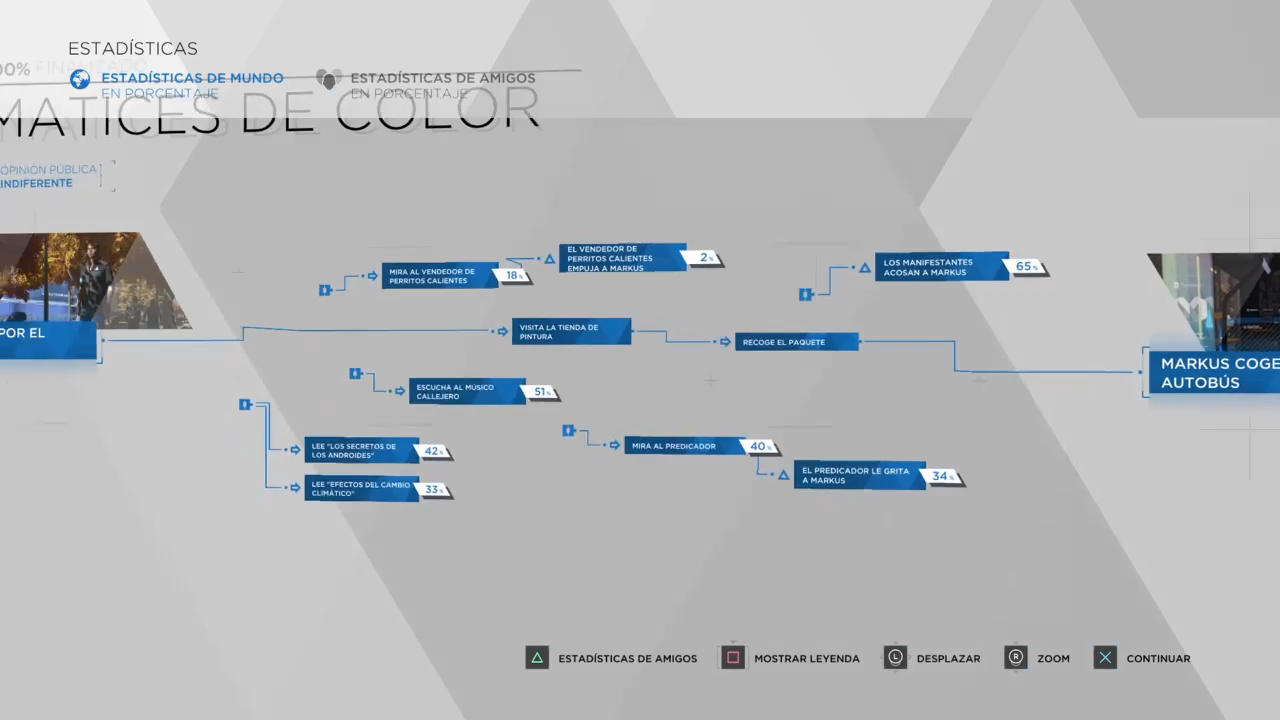 ESTADÍSTICAS
00% FINALIZADO
ESTADÍSTICAS DE MUNDO
EN PORCENTAJE
ESTADÍSTICAS DE AMIGOS
EN PORCENTAJE
MATICES DE COLOR
OPINIÓN PÚBLICA
INDIFERENTE
EL VENDEDOR DE
PERRITOS CALIENTES
EMPUJA A MARKUS
2%
MIRA AL VENDEDOR DE
PERRITOS CALIENTES
18%
LOS MANIFESTANTES
ACOSAN A MARKUS
65%
POR EL
VISITA LA TIENDA DE
PINTURA
RECOGE EL PAQUETE
MARKUS COGE
AUTOBÚS
ESCUCHA AL MÚSICO
CALLEJERO
51%
LEE "LOS SECRETOS DE
LOS ANDROIDES"
42%
MIRA AL PREDICADOR
40%
EL PREDICADOR LE GRITA
A MARKUS
34%
LEE "EFECTOS DEL CAMBIO
CLIMÁTICO"
33%
ESTADÍSTICAS DE AMIGOS
MOSTRAR LEYENDA
L
DESPLAZAR
R
ZOOM
CONTINUAR